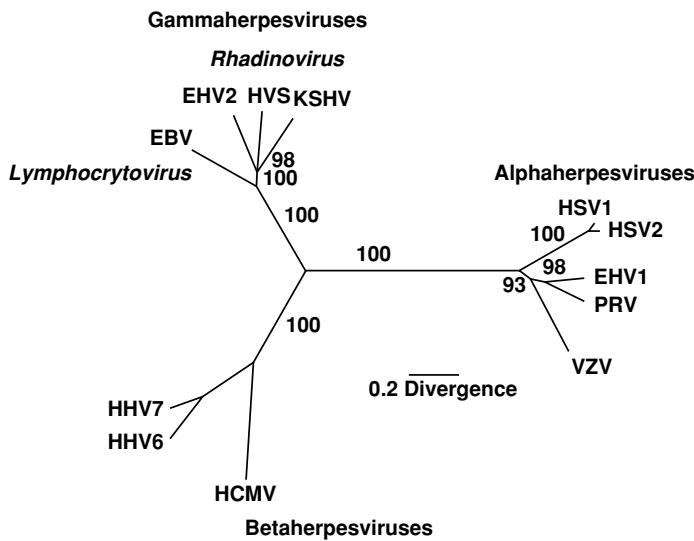 Gammaherpesviruses
Rhadinovirus
EHV2 HVS KSHV
EBV
98
100
Lymphocrytovirus
Alphaherpesviruses
HSV1
100
100
HSV2
100
98
EHV1
93
PRV
100
VZV
0.2 Divergence
HHV7
HHV6
HCMV
Betaherpesviruses